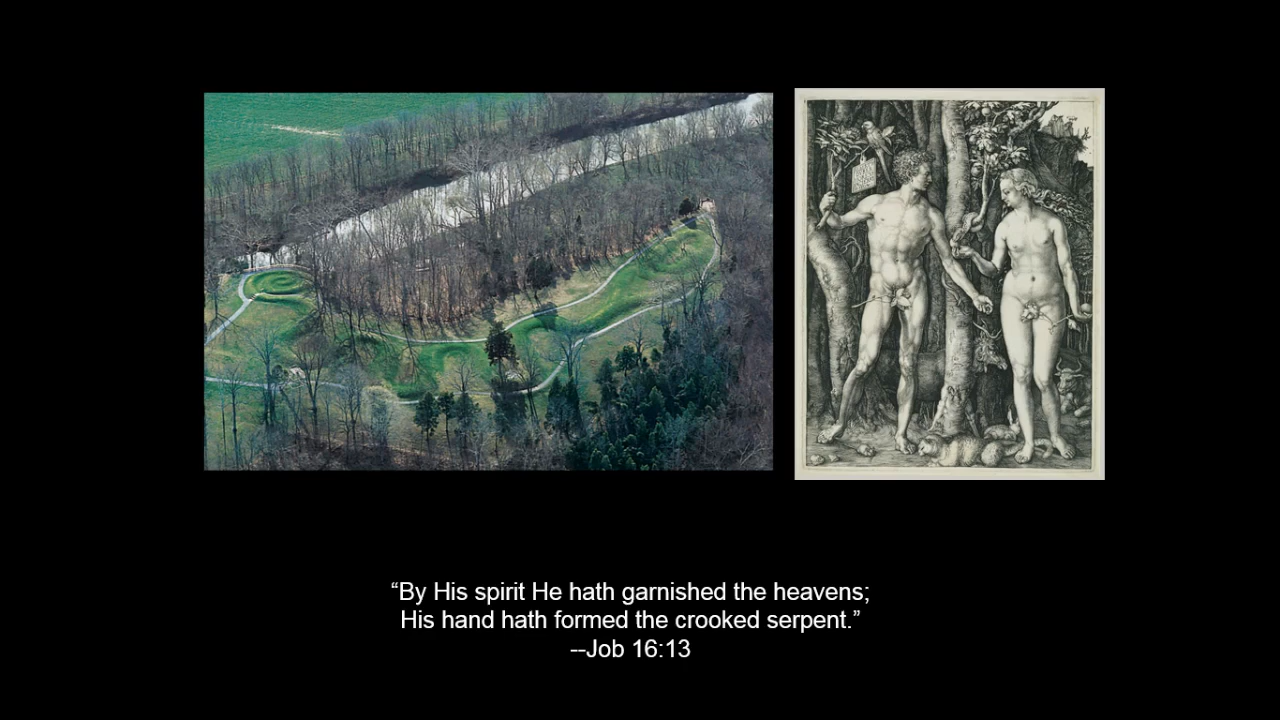 “By His spirit He hath garnished the heavens;
His hand hath formed the crooked serpent.”
--Job 16:13